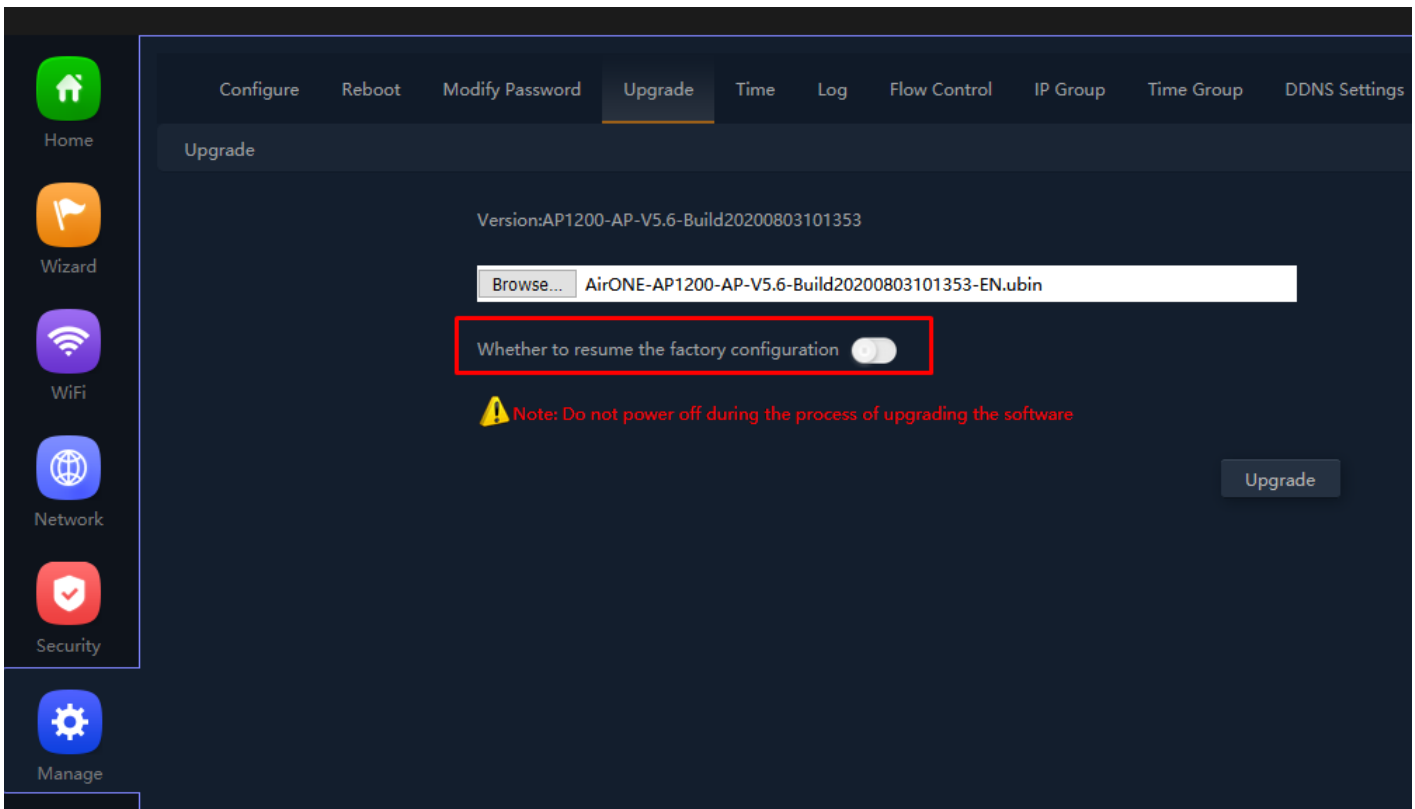 Configure Reboot Modify Password Upgrade Time Log Flow Control IP Group Time Group DDNS Settings
Home
Upgrade
Version:AP1200-AP-V5.6-Build20200803101353
Wizard
Browse... AirONE-AP1200-AP-V5.6-Build20200803101353-EN.ubin
Whether to resume the factory configuration
WiFi
Note: Do not power off during the process of upgrading the software
Upgrade
Network
Security
Manage